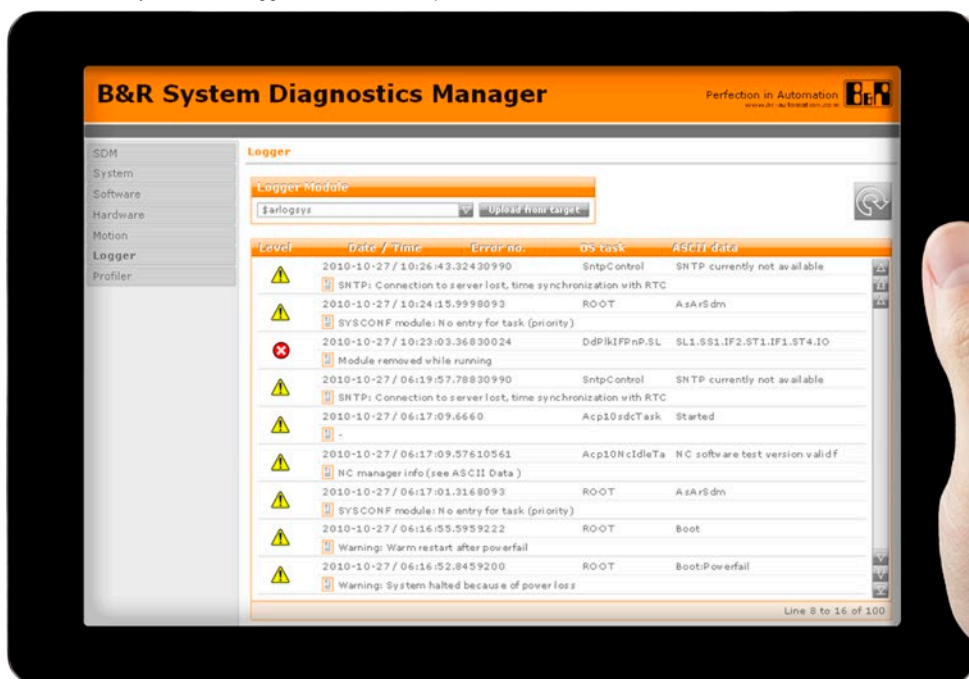 B&R System Diagnostics Manager
Perfection in Automation
www.br-automation.com
B&R
SDM
System
Software
Hardware
Motion
Logger
Profiler
Logger
Logger Module
$arlogsys
Upload from target
Level Date / Time Error no. OS task ASCII data
2010-10-27 / 10:26:43.32430990 SntpControl SNTP currently not available
SNTP: Connection to server lost, time synchronization with RTC
2010-10-27 / 10:24:15.9998093 ROOT AsArSdm
SYSCONF module: No entry for task (priority)
2010-10-27 / 10:23:03.36830024 DdPlkIFPnP.SL SL1.SS1.IF2.ST1.IF1.ST4.IO
Module removed while running
2010-10-27 / 06:19:57.78830990 SntpControl SNTP currently not available
SNTP: Connection to server lost, time synchronization with RTC
2010-10-27 / 06:17:09.6660 Acp10sdcTask Started
-
2010-10-27 / 06:17:09.57610561 Acp10NcIdleTa NC software test version valid f
NC manager info (see ASCII Data )
2010-10-27 / 06:17:01.3168093 ROOT AsArSdm
SYSCONF module: No entry for task (priority)
2010-10-27 / 06:16:55.5959222 ROOT Boot
Warning: Warm restart after powerfail
2010-10-27 / 06:16:52.8459200 ROOT Boot:Powerfail
Warning: System halted because of power loss
Line 8 to 16 of 100